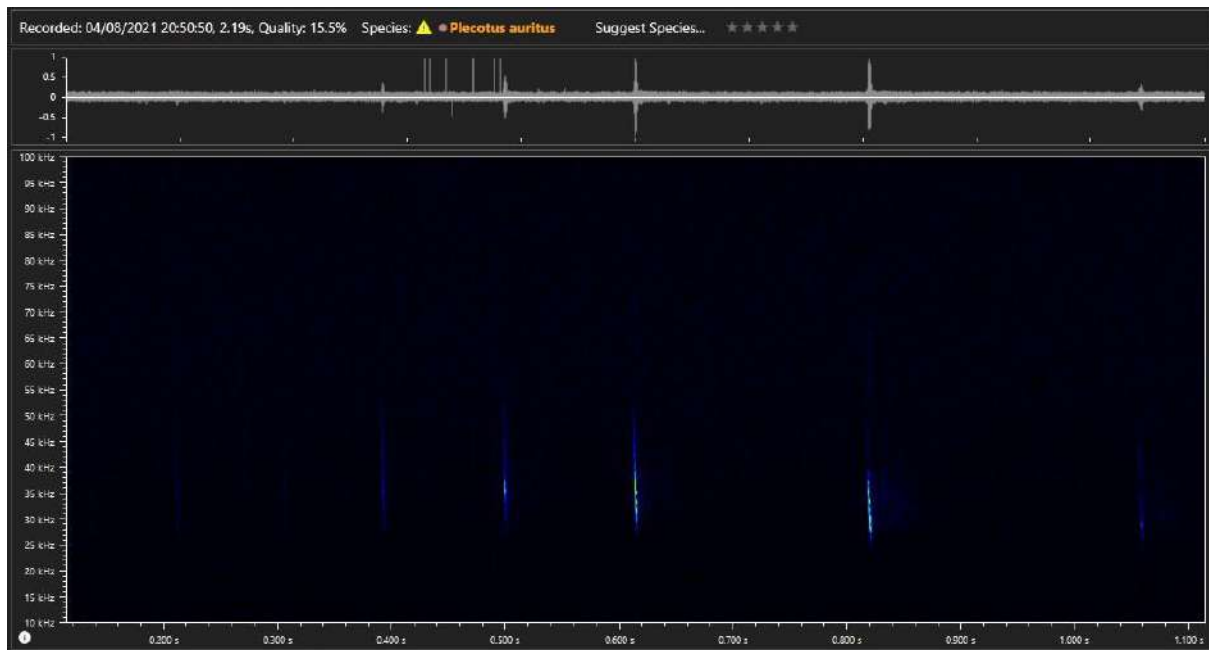 Recorded: 04/08/2021 20:50:50, 2.19s, Quality: 15.5% Species: Plecotus auritus Suggest Species...
1
0.5
0
-0.5
-1
100 kHz
95 kHz
90 kHz
85 kHz
80 kHz
75 kHz
70 kHz
65 kHz
60 kHz
55 kHz
50 kHz
45 kHz
40 kHz
35 kHz
30 kHz
25 kHz
20 kHz
15 kHz
10 kHz
0.200 s 0.300 s 0.400 s 0.500 s 0.600 s 0.700 s 0.800 s 0.900 s 1.000 s 1.100 s